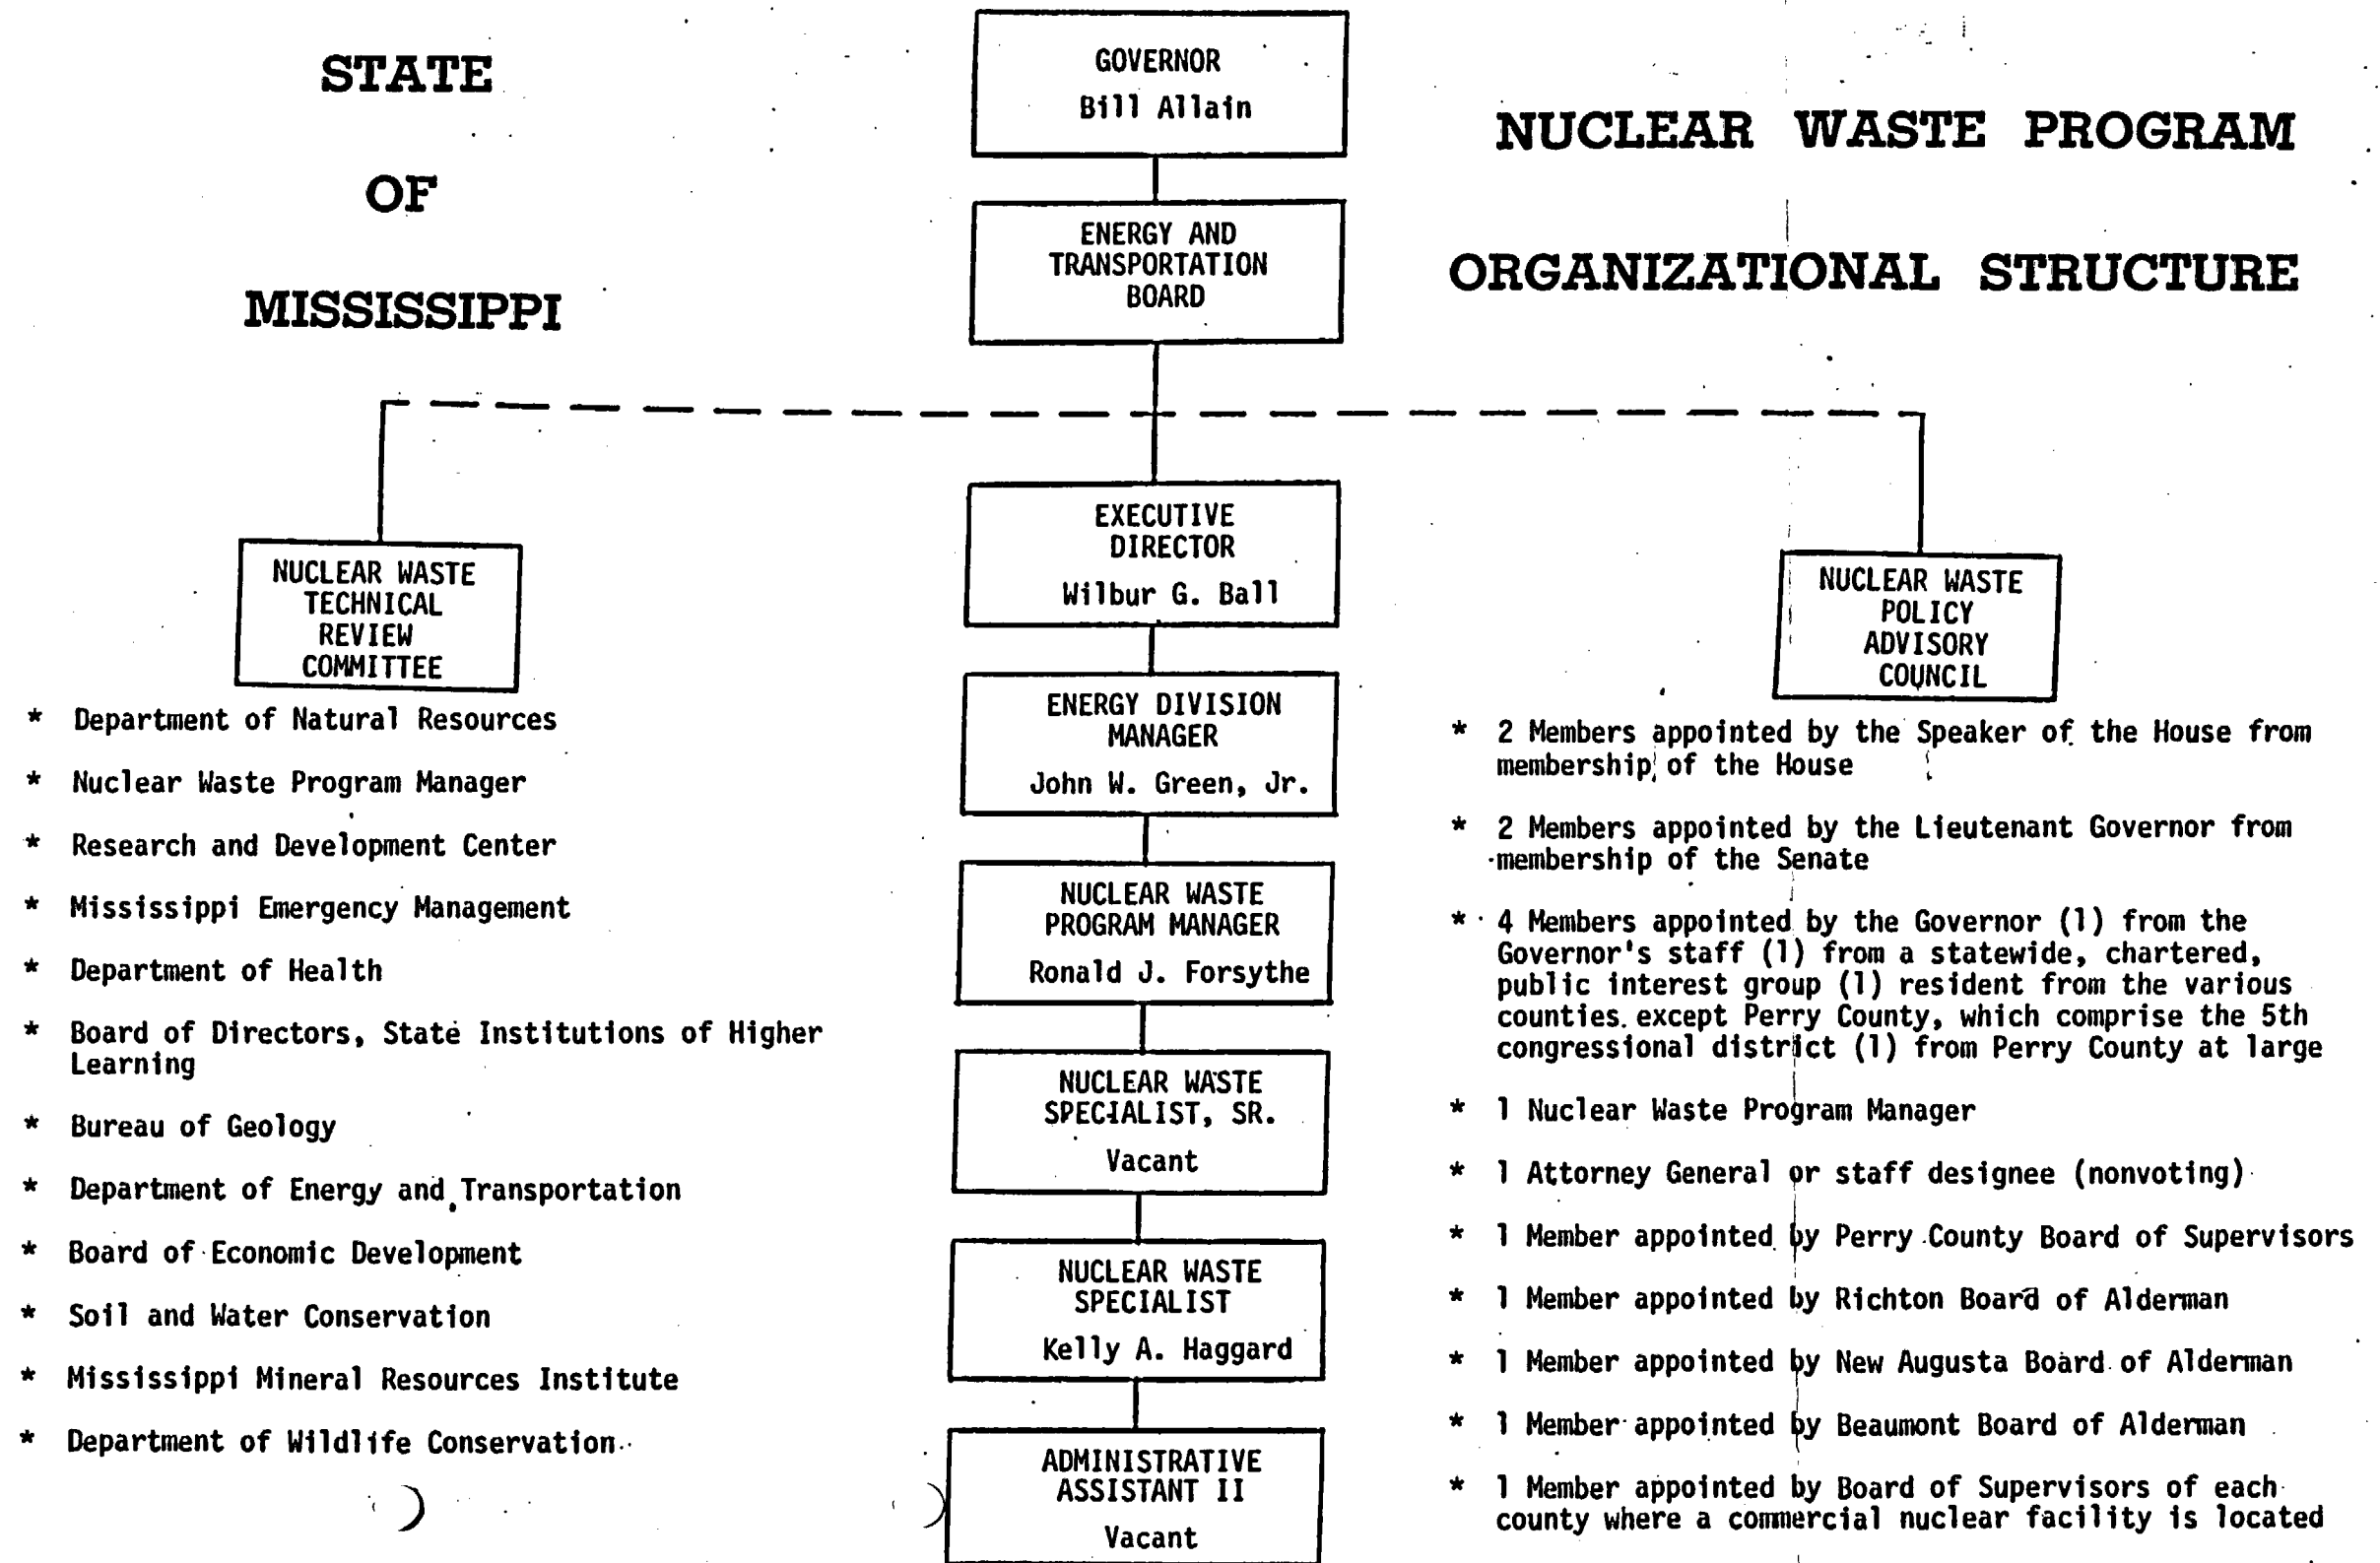 STATE
OF
MISSISSIPPI
NUCLEAR WASTE PROGRAM
ORGANIZATIONAL STRUCTURE
GOVERNOR
Bill Allain
ENERGY AND
TRANSPORTATION
BOARD
EXECUTIVE
DIRECTOR
Wilbur G. Ball
ENERGY DIVISION
MANAGER
John W. Green, Jr.
NUCLEAR WASTE
PROGRAM MANAGER
Ronald J. Forsythe
NUCLEAR WASTE
SPECIALIST, SR.
Vacant
NUCLEAR WASTE
SPECIALIST
Kelly A. Haggard
ADMINISTRATIVE
ASSISTANT II
Vacant
NUCLEAR WASTE
TECHNICAL
REVIEW
COMMITTEE
* Department of Natural Resources
* Nuclear Waste Program Manager
* Research and Development Center
* Mississippi Emergency Management
* Department of Health
* Board of Directors, State Institutions of Higher
Learning
* Bureau of Geology
* Department of Energy and Transportation
* Board of Economic Development
* Soil and Water Conservation
* Mississippi Mineral Resources Institute
* Department of Wildlife Conservation
NUCLEAR WASTE
POLICY
ADVISORY
COUNCIL
* 2 Members appointed by the Speaker of the House from
membership of the House
* 2 Members appointed by the Lieutenant Governor from
membership of the Senate
* 4 Members appointed by the Governor (1) from the
Governor's staff (1) from a statewide, chartered,
public interest group (1) resident from the various
counties except Perry County, which comprise the 5th
congressional district (1) from Perry County at large
* 1 Nuclear Waste Program Manager
* 1 Attorney General or staff designee (nonvoting)
* 1 Member appointed by Perry County Board of Supervisors
* 1 Member appointed by Richton Board of Alderman
* 1 Member appointed by New Augusta Board of Alderman
* 1 Member appointed by Beaumont Board of Alderman
* 1 Member appointed by Board of Supervisors of each
county where a commercial nuclear facility is located